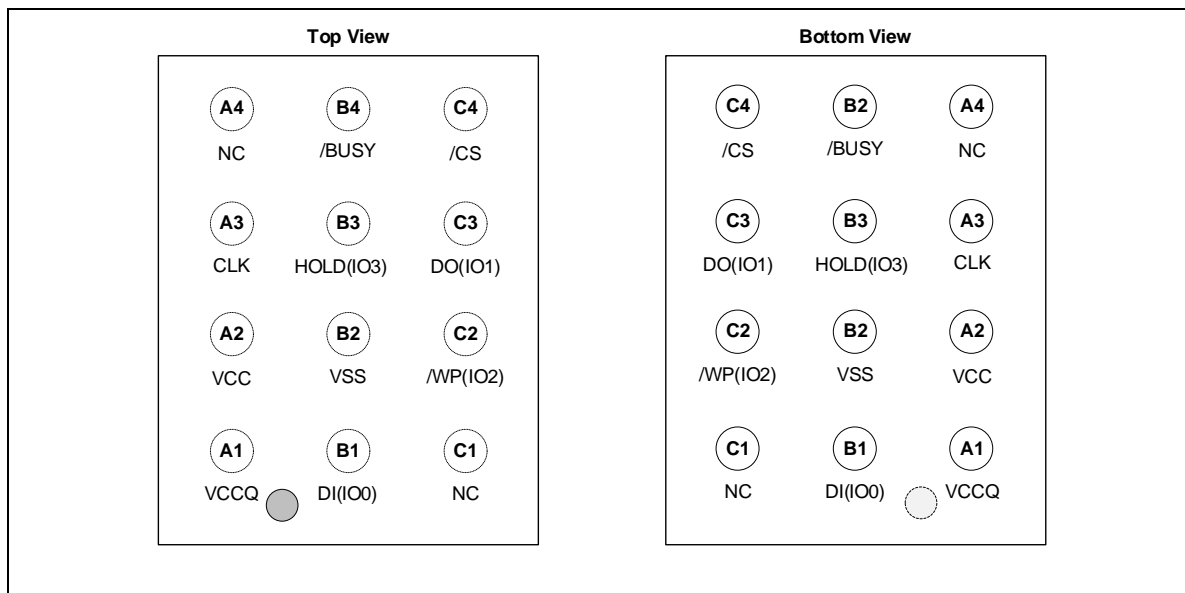 Top View
A4 B4 C4
NC /BUSY /CS
A3 B3 C3
CLK HOLD(IO3) DO(IO1)
A2 B2 C2
VCC VSS /WP(IO2)
A1 B1 C1
VCCQ DI(IO0) NC
Bottom View
C4 B2 A4
/CS /BUSY NC
C3 B3 A3
DO(IO1) HOLD(IO3) CLK
C2 B2 A2
/WP(IO2) VSS VCC
C1 B1 A1
NC DI(IO0) VCCQ